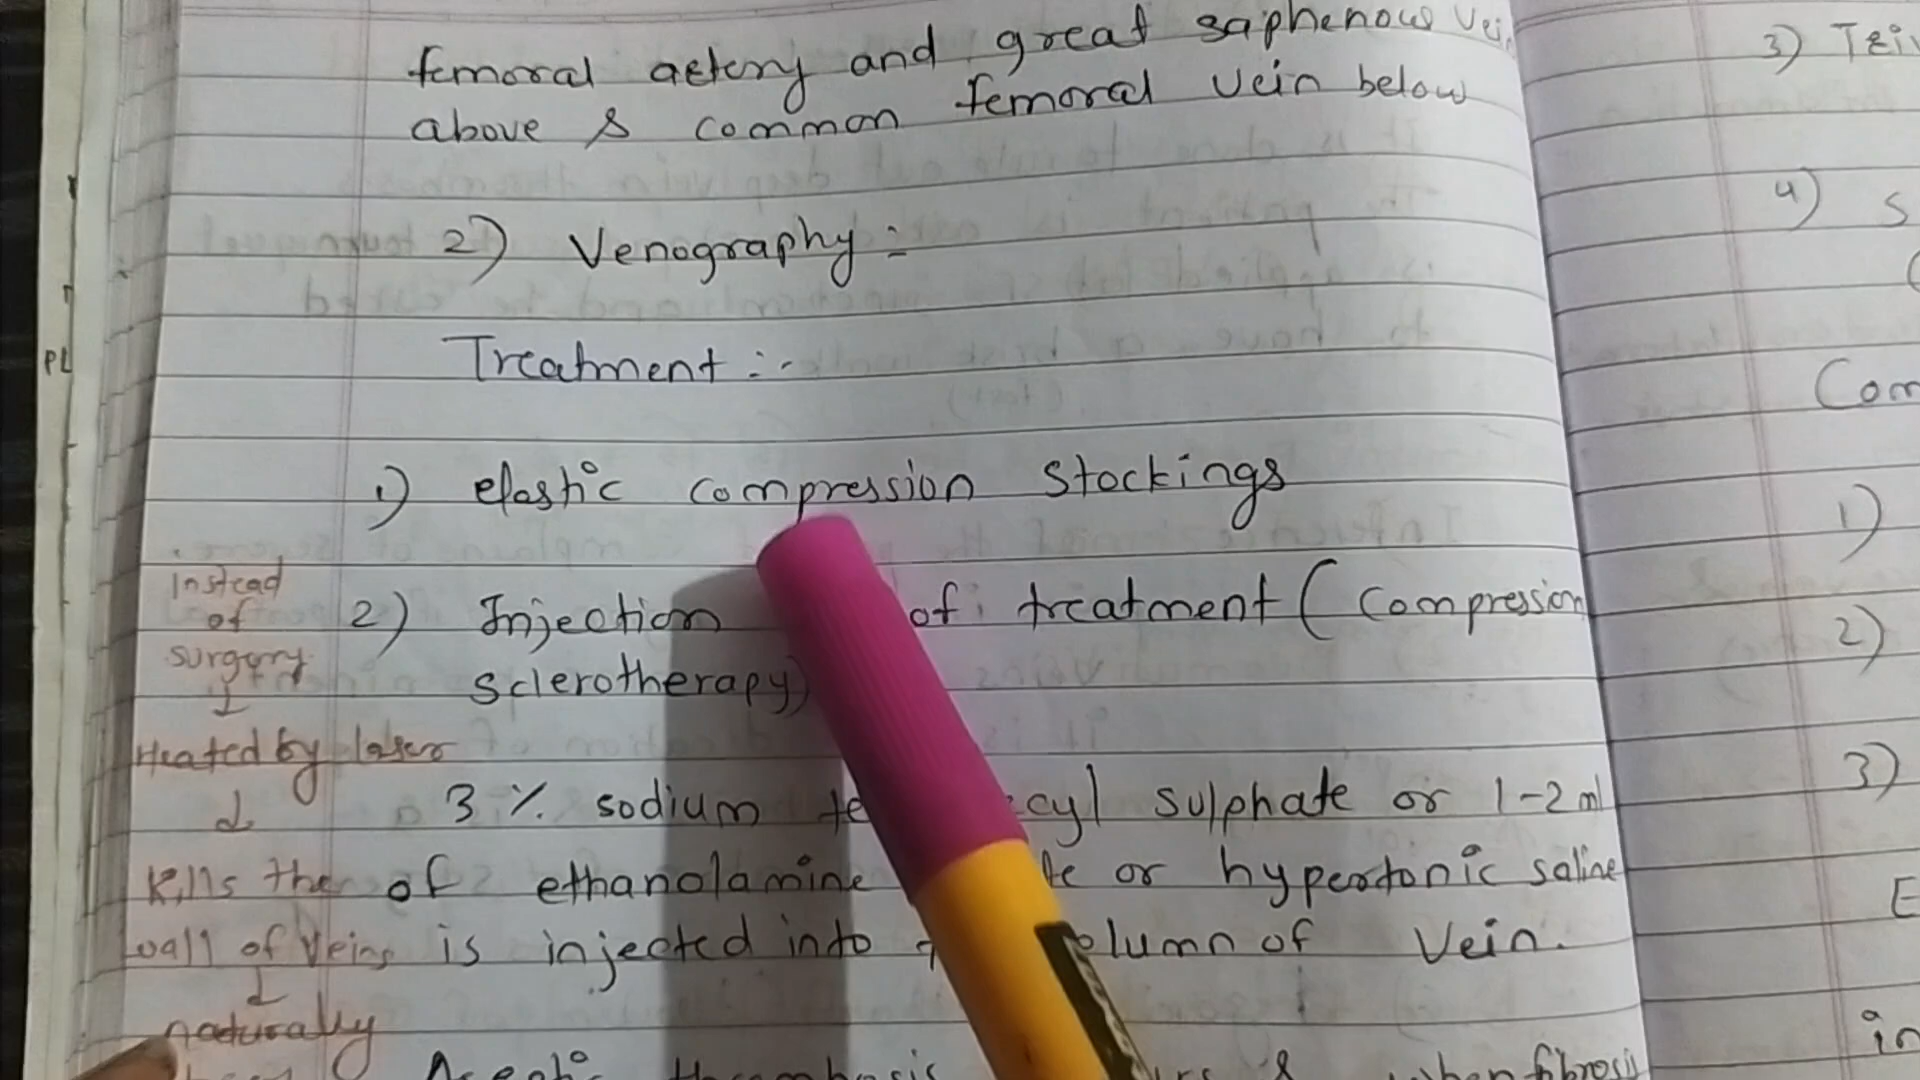 femoral artery and great saphenous
above & common femoral vein below
2) Venography :-
Treatment :-
1) elastic compression stockings
2) Injection of treatment ( Compression
sclerotherapy)
3 % sodium cyl sulphate or 1-2 ml
of ethanolamine or hypertonic saline
is injected into of Vein.
Instead
of
surgery
↓
Heated by laser
↓
Kills the
wall of Veins
↓
naturally
fibrosis
PL
3)
4) S
Com
1)
2)
3)
E
in